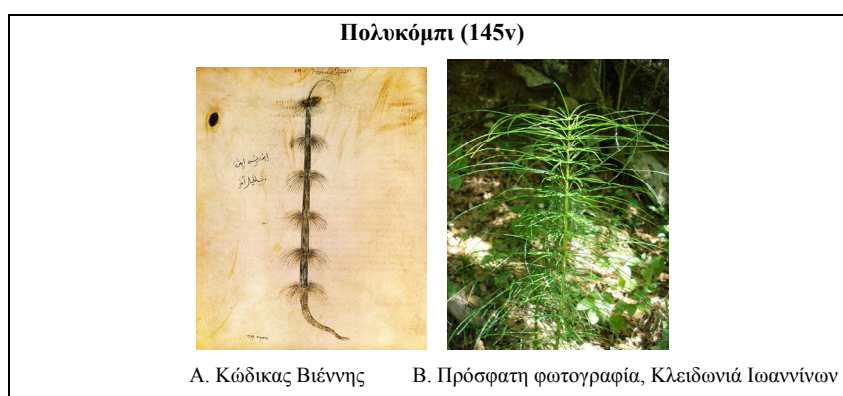 Πολυκόμπι (145v)
Α. Κώδικας Βιέννης Β. Πρόσφατη φωτογραφία, Κλειδωνιά Ιωαννίνων